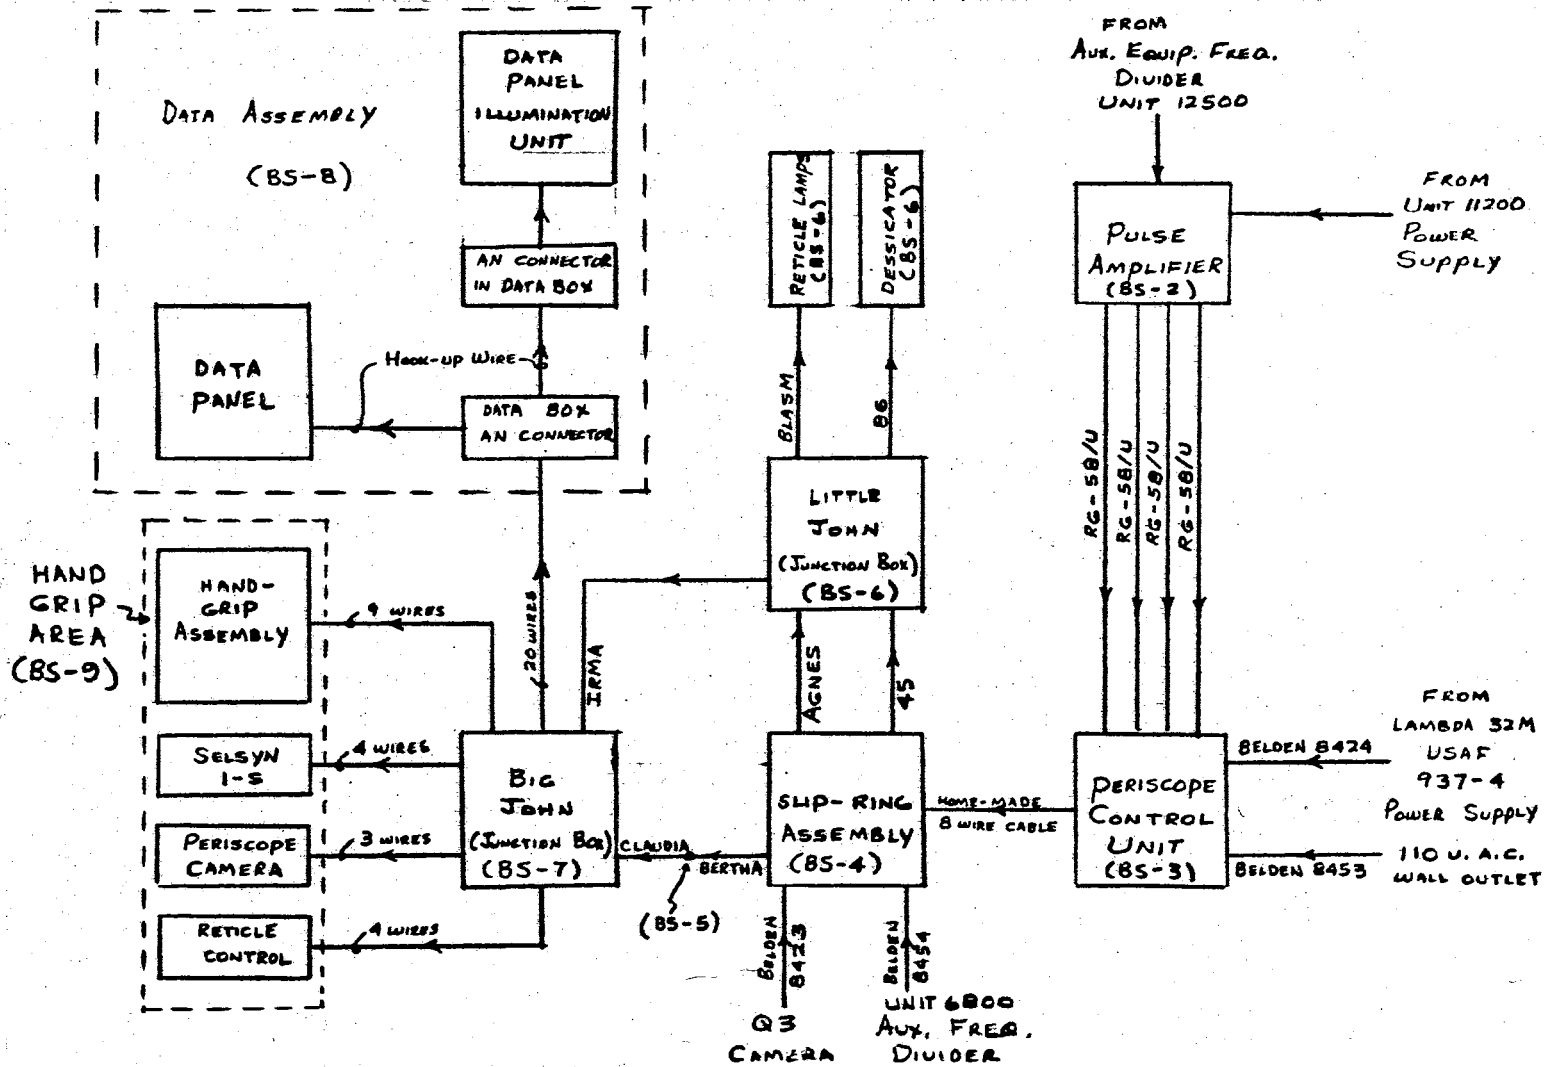 DATA ASSEMBLY
(BS-8)
DATA
PANEL
ILLUMINATION
UNIT
AN CONNECTOR
IN DATA BOX
HOOK-UP WIRE
DATA
PANEL
DATA BOX
AN CONNECTOR
FROM
AUX. EQUIP. FREQ.
DIVIDER
UNIT 12500
RETICLE LAMPS
(BS-6)
DESSICATOR
(BS-6)
PULSE
AMPLIFIER
(BS-2)
FROM
UNIT 11200
POWER
SUPPLY
BLASM
86
RG-58/U
RG-58/U
RG-58/U
RG-58/U
LITTLE
JOHN
(JUNCTION BOX)
(BS-6)
HAND
GRIP
AREA
(BS-9)
HAND-
GRIP
ASSEMBLY
9 WIRES
20 WIRES
IRMA
AGNES
45
SELSYN
1-S
4 WIRES
PERISCOPE
CAMERA
3 WIRES
RETICLE
CONTROL
4 WIRES
BIG
JOHN
(JUNCTION BOX)
(BS-7)
CLAUDIA
BERTHA
(BS-5)
SLIP-RING
ASSEMBLY
(BS-4)
HOME-MADE
8 WIRE CABLE
PERISCOPE
CONTROL
UNIT
(BS-3)
BELDEN 8424
FROM
LAMBDA 32M
USAF
937-4
POWER SUPPLY
BELDEN 8453
110 V. A.C.
WALL OUTLET
BELDEN
8423
BELDEN
8454
Q3
CAMERA
UNIT 6800
AUX. FREQ.
DIVIDER